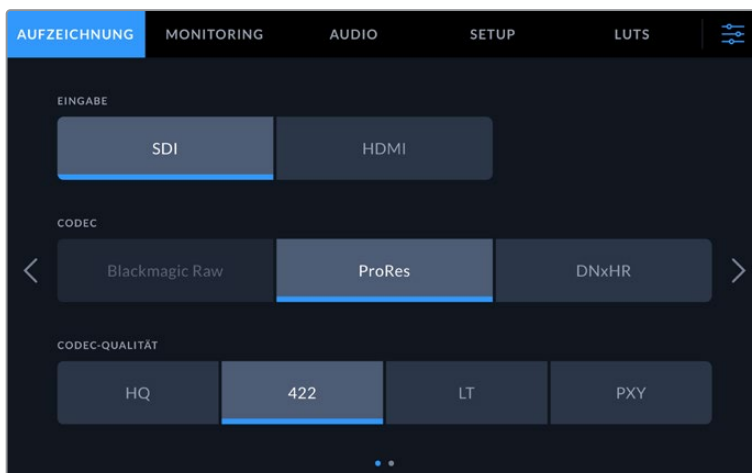 AUFZEICHNUNG MONITORING AUDIO SETUP LUTS
EINGABE
SDI HDMI
CODEC
Blackmagic Raw ProRes DNxHR
CODEC-QUALITÄT
HQ 422 LT PXY